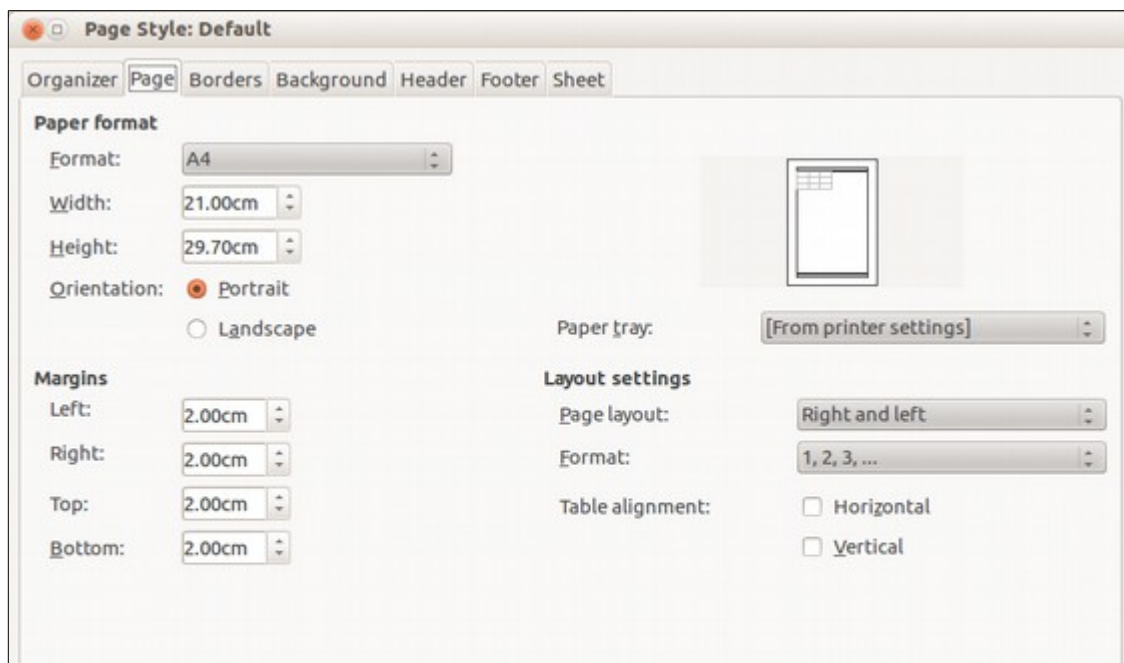 Page Style: Default
Organizer Page Borders Background Header Footer Sheet
Paper format
Format: A4
Width: 21.00cm
Height: 29.70cm
Orientation: Portrait
Landscape
Paper tray: [From printer settings]
Margins
Left: 2.00cm
Right: 2.00cm
Top: 2.00cm
Bottom: 2.00cm
Layout settings
Page layout: Right and left
Format: 1, 2, 3, ...
Table alignment: Horizontal
Vertical